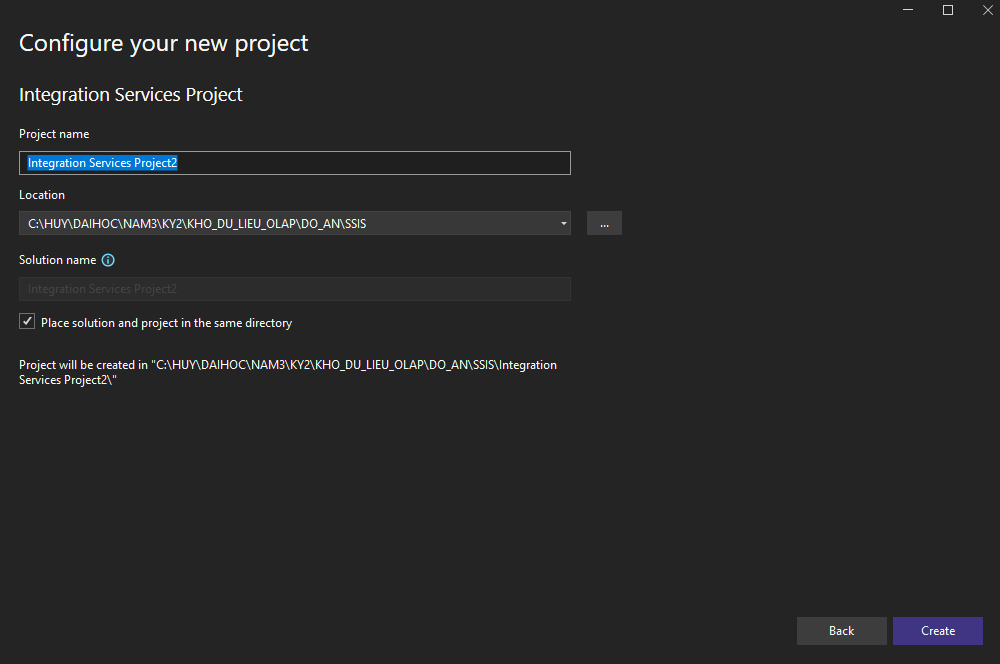 Configure your new project
Integration Services Project
Project name
Integration Services Project2
Location
C:\HUY\DAIHOC\NAM3\KY2\KHO_DU_LIEU_OLAP\DO_AN\SSIS
...
Solution name
Integration Services Project2
Place solution and project in the same directory
Project will be created in "C:\HUY\DAIHOC\NAM3\KY2\KHO_DU_LIEU_OLAP\DO_AN\SSIS\Integration
Services Project2\"
Back
Create